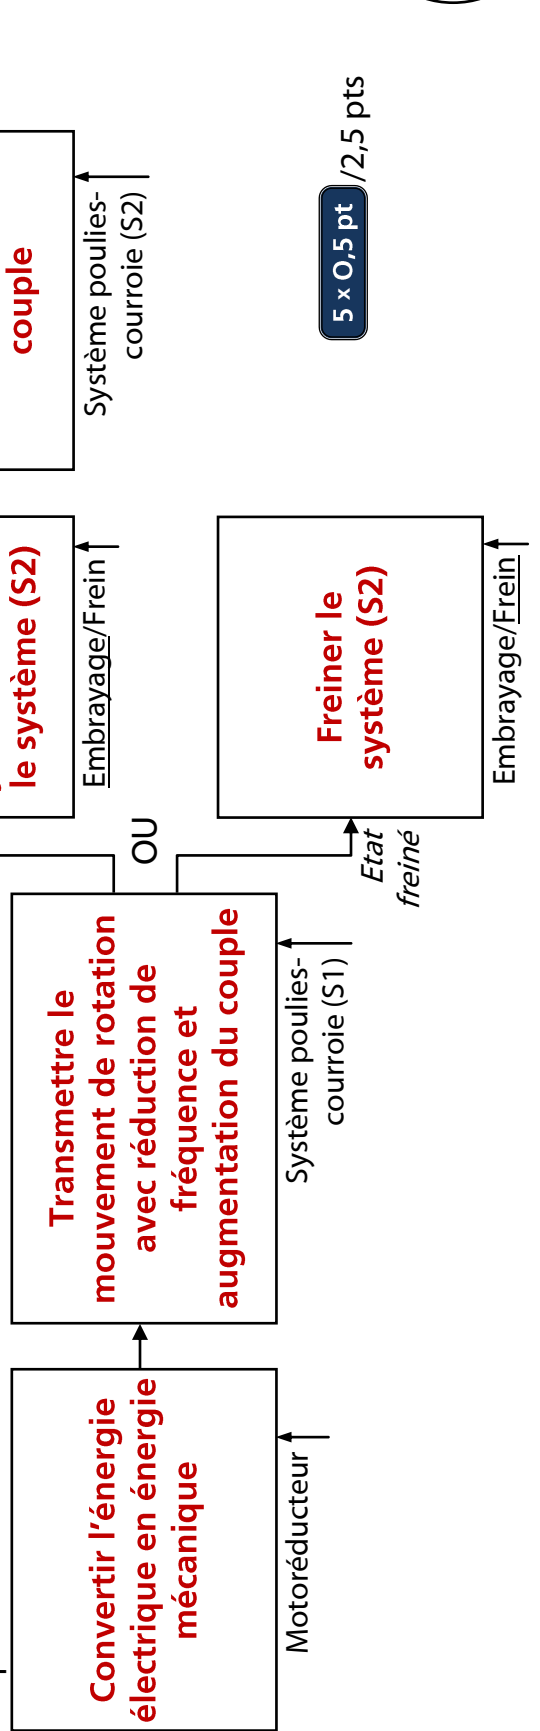 Convertir l’énergie
électrique en énergie
mécanique
Motoréducteur
Transmettre le
mouvement de rotation
avec réduction de
fréquence et
augmentation du couple
Système poulies-
courroie (S1)
OU
le système (S2)
Embrayage/Frein
couple
Système poulies-
courroie (S2)
Etat
freiné
Freiner le
système (S2)
Embrayage/Frein
5 x 0,5 pt /2,5 pts